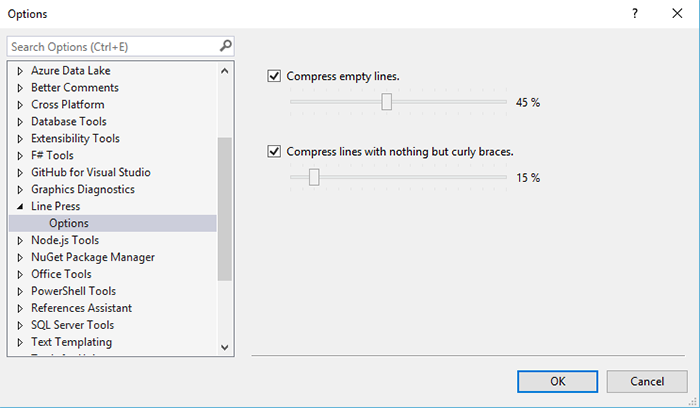 Options
?
Search Options (Ctrl+E)
Azure Data Lake
Better Comments
Cross Platform
Database Tools
Extensibility Tools
F# Tools
GitHub for Visual Studio
Graphics Diagnostics
Line Press
Options
Node.js Tools
NuGet Package Manager
Office Tools
PowerShell Tools
References Assistant
SQL Server Tools
Text Templating
Compress empty lines.
45 %
Compress lines with nothing but curly braces.
15 %
OK
Cancel